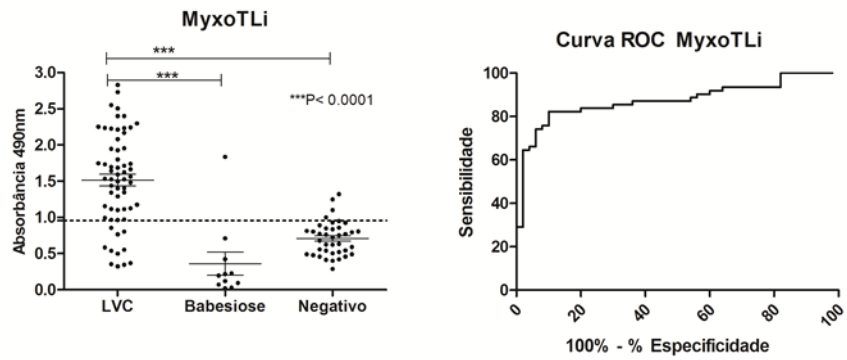 MyxoTLi
***
***
***P< 0.0001
3.0
2.5
2.0
1.5
1.0
0.5
0.0
Absorbância 490nm
LVC Babesiose Negativo
Curva ROC MyxoTLi
100
80
60
40
20
0
Sensibilidade
0 20 40 60 80 100
100% - % Especificidade